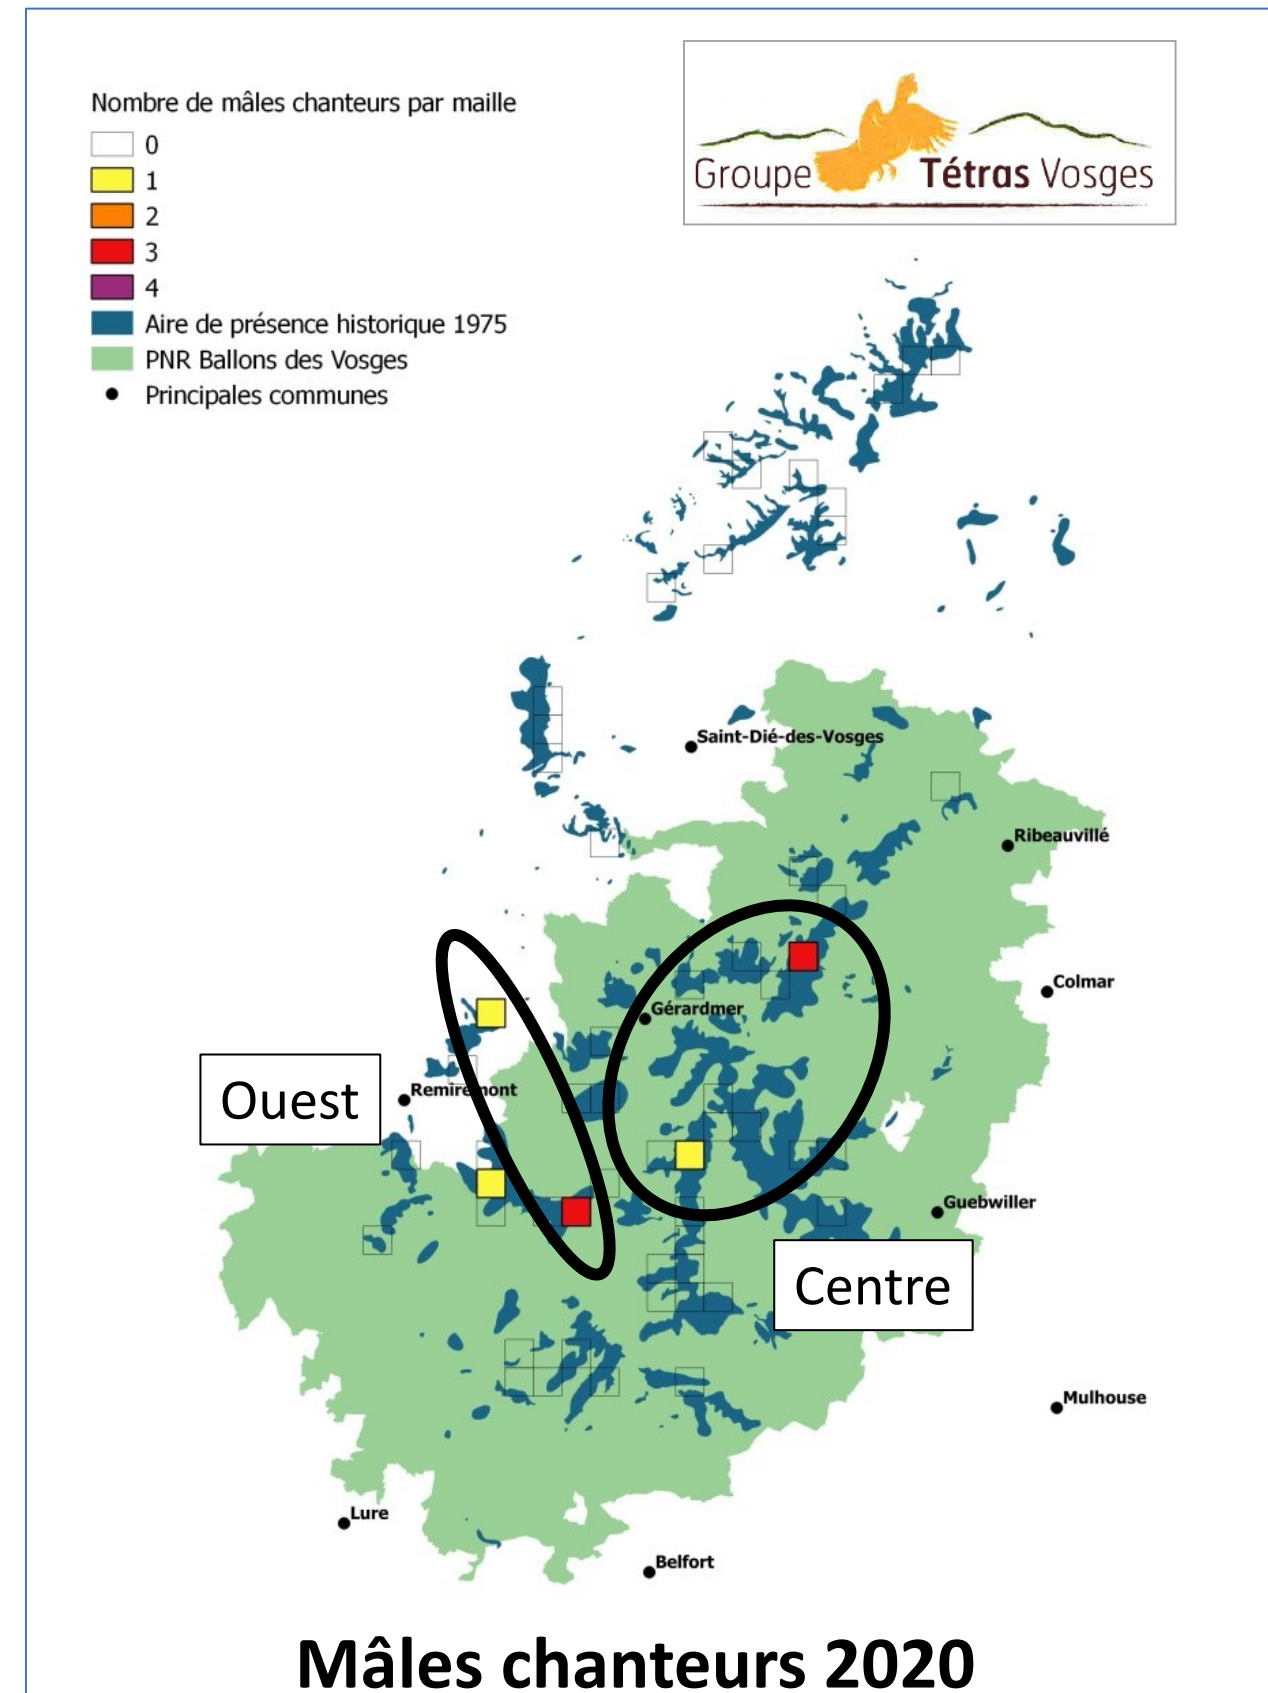 Nombre de mâles chanteurs par maille
0
1
2
3
4
Aire de présence historique 1975
PNR Ballons des Vosges
Principales communes
Groupe Tétras Vosges
Saint-Dié-des-Vosges
Ribeauvillé
Colmar
Gérardmer
Ouest
Remiremont
Guebwiller
Centre
Mulhouse
Lure
Belfort
Mâles chanteurs 2020